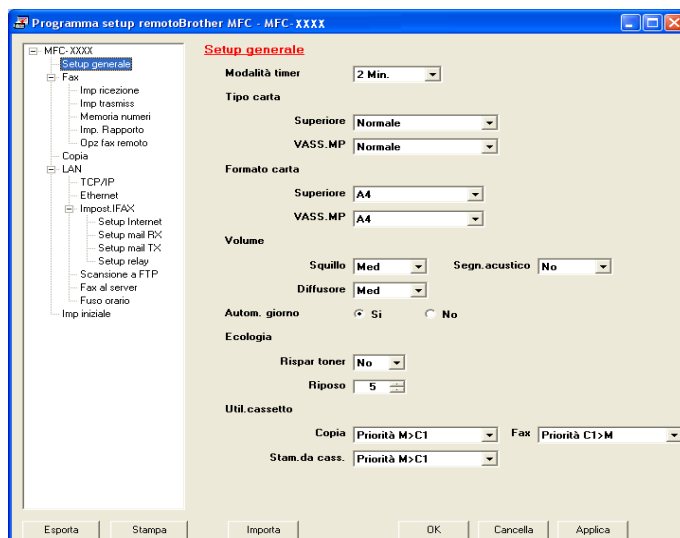 Programma setup remotoBrother MFC - MFC-XXXX
MFC-XXXX
Setup generale
Fax
Imp ricezione
Imp trasmiss
Memoria numeri
Imp. Rapporto
Opz fax remoto
Copia
LAN
TCP/IP
Ethernet
Impost.IFAX
Setup Internet
Setup mail RX
Setup mail TX
Setup relay
Scansione a FTP
Fax al server
Fuso orario
Imp iniziale
Setup generale
Modalità timer 2 Min.
Tipo carta
Superiore Normale
VASS.MP Normale
Formato carta
Superiore A4
VASS.MP A4
Volume
Squillo Med Segn.acustico No
Diffusore Med
Autom. giorno Si No
Ecologia
Rispar toner No
Riposo 5
Util.cassetto
Copia Priorità M>C1 Fax Priorità C1>M
Stam.da cass. Priorità M>C1
Esporta Stampa Importa OK Cancella Applica